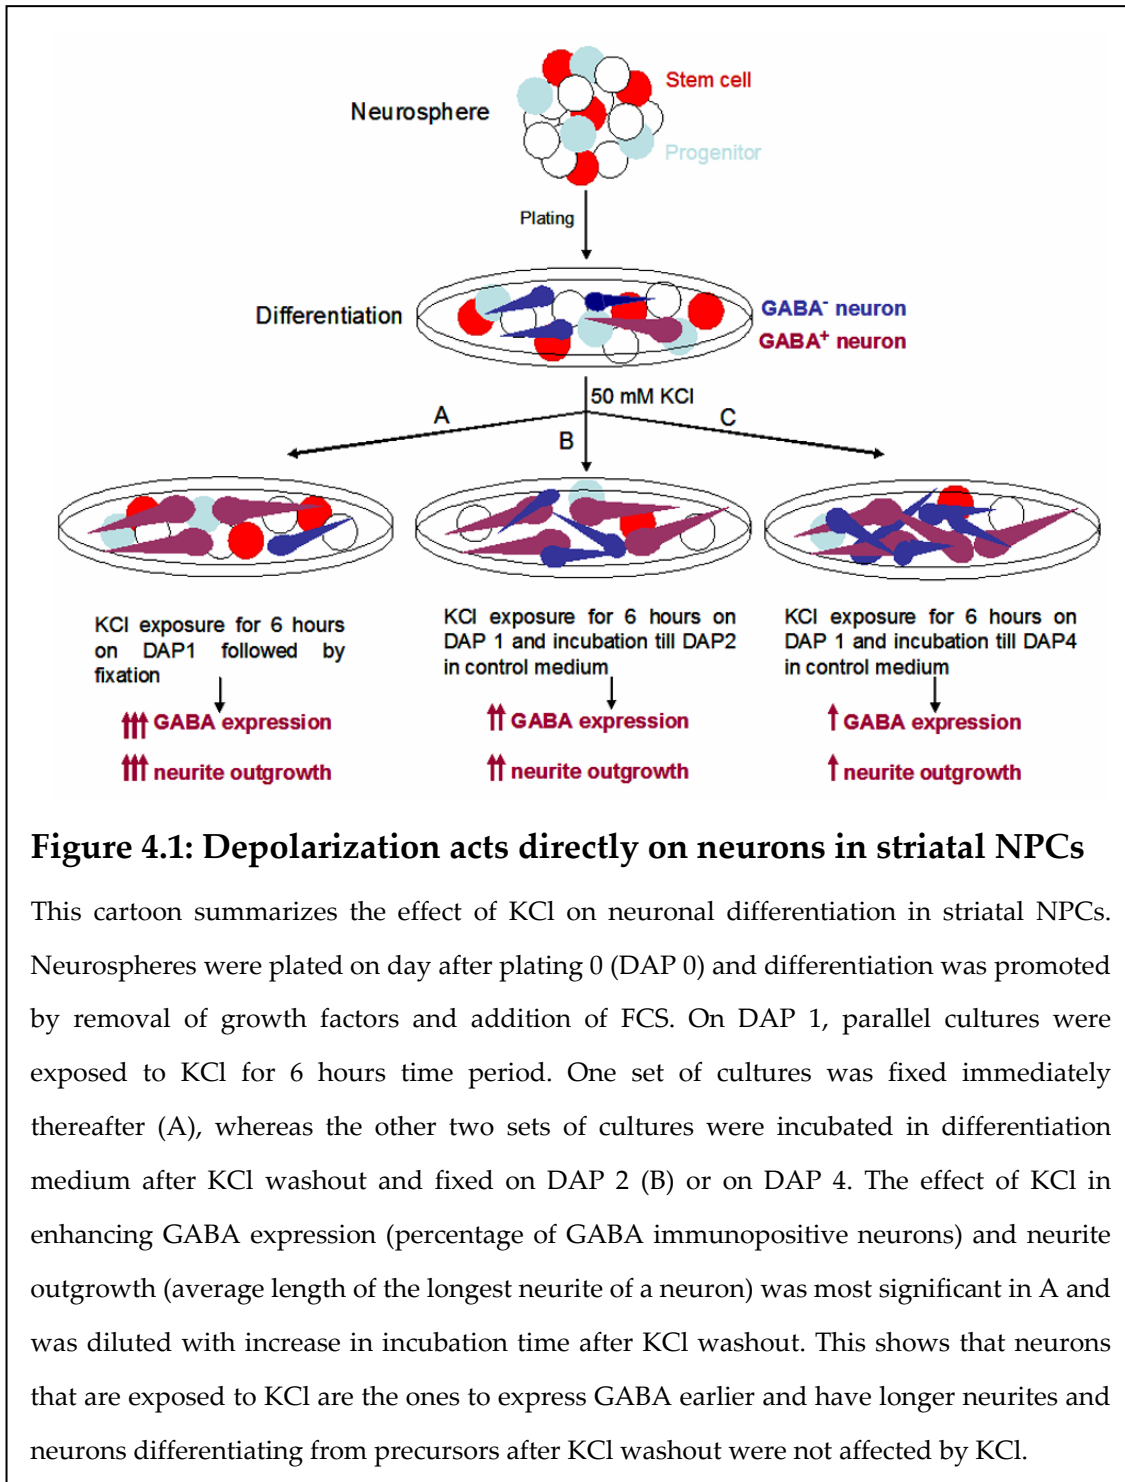 Neurosphere
Stem cell
Progenitor
Plating
Differentiation
GABA- neuron
GABA+ neuron
50 mM KCl
A
B
C
KCl exposure for 6 hours
on DAP1 followed by
fixation
KCl exposure for 6 hours on
DAP 1 and incubation till DAP2
in control medium
KCl exposure for 6 hours on
DAP 1 and incubation till DAP4
in control medium
↑↑↑ GABA expression
↑↑↑ neurite outgrowth
↑↑ GABA expression
↑↑ neurite outgrowth
↑ GABA expression
↑ neurite outgrowth
Figure 4.1: Depolarization acts directly on neurons in striatal NPCs
This cartoon summarizes the effect of KCl on neuronal differentiation in striatal NPCs.
Neurospheres were plated on day after plating 0 (DAP 0) and differentiation was promoted
by removal of growth factors and addition of FCS. On DAP 1, parallel cultures were
exposed to KCl for 6 hours time period. One set of cultures was fixed immediately
thereafter (A), whereas the other two sets of cultures were incubated in differentiation
medium after KCl washout and fixed on DAP 2 (B) or on DAP 4. The effect of KCl in
enhancing GABA expression (percentage of GABA immunopositive neurons) and neurite
outgrowth (average length of the longest neurite of a neuron) was most significant in A and
was diluted with increase in incubation time after KCl washout. This shows that neurons
that are exposed to KCl are the ones to express GABA earlier and have longer neurites and
neurons differentiating from precursors after KCl washout were not affected by KCl.